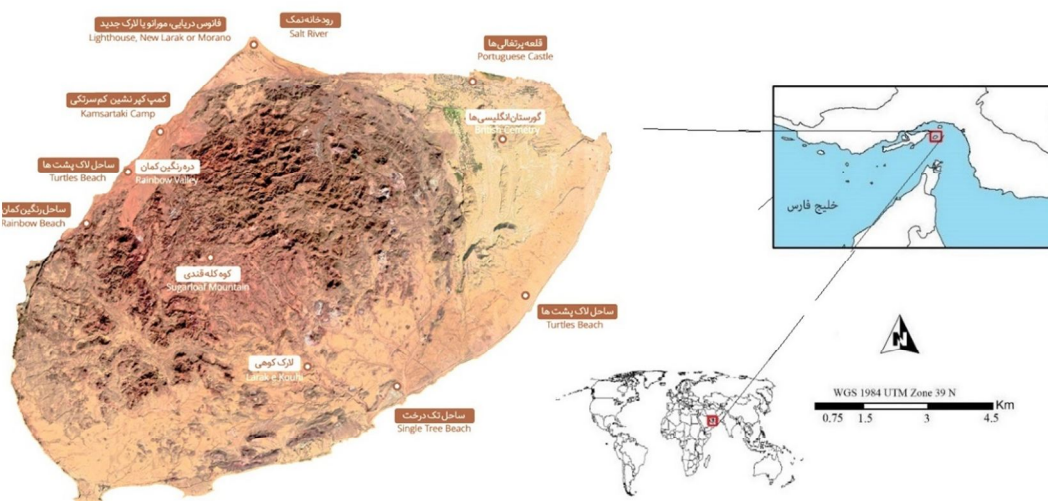 فانوس دریایی، مورانو یا لارک جدید
Lighthouse, New Larak or Morano
رودخانه نمک
Salt River
قلعه پرتغالی‌ها
Portuguese Castle
کمپ کپر نشین کم‌سرتکی
Kamsartaki Camp
گورستان انگلیسی‌ها
British Cemetry
ساحل لاک پشت ها
Turtles Beach
دره رنگین کمان
Rainbow Valley
ساحل رنگین کمان
Rainbow Beach
کوه کله قندی
Sugarloaf Mountain
ساحل لاک پشت ها
Turtles Beach
لارک کوهی
Larak e Kouhi
ساحل تک درخت
Single Tree Beach
خلیج فارس
N
WGS 1984 UTM Zone 39 N
Km
0.75 1.5 3 4.5